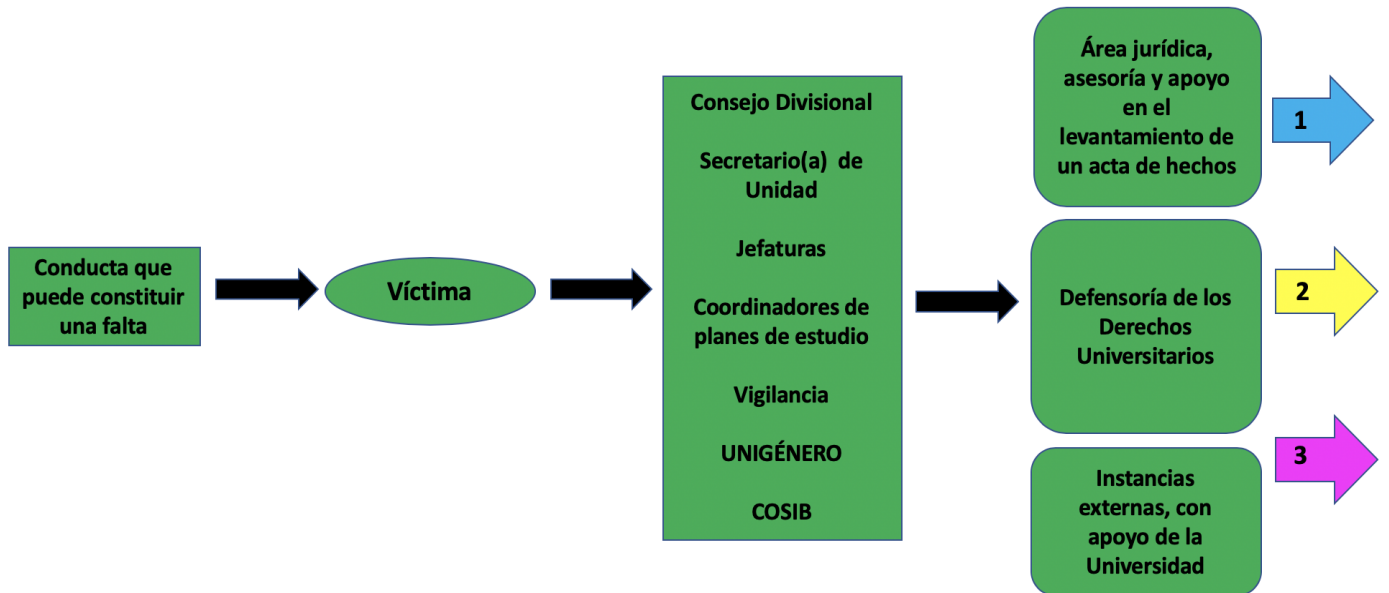 Conducta que
puede constituir
una falta
Víctima
Consejo Divisional
Secretario(a) de
Unidad
Jefaturas
Coordinadores de
planes de estudio
Vigilancia
UNIGÉNERO
COSIB
Área jurídica,
asesoría y apoyo
en el
levantamiento de
un acta de hechos
1
Defensoría de los
Derechos
Universitarios
2
Instancias
externas, con
apoyo de la
Universidad
3